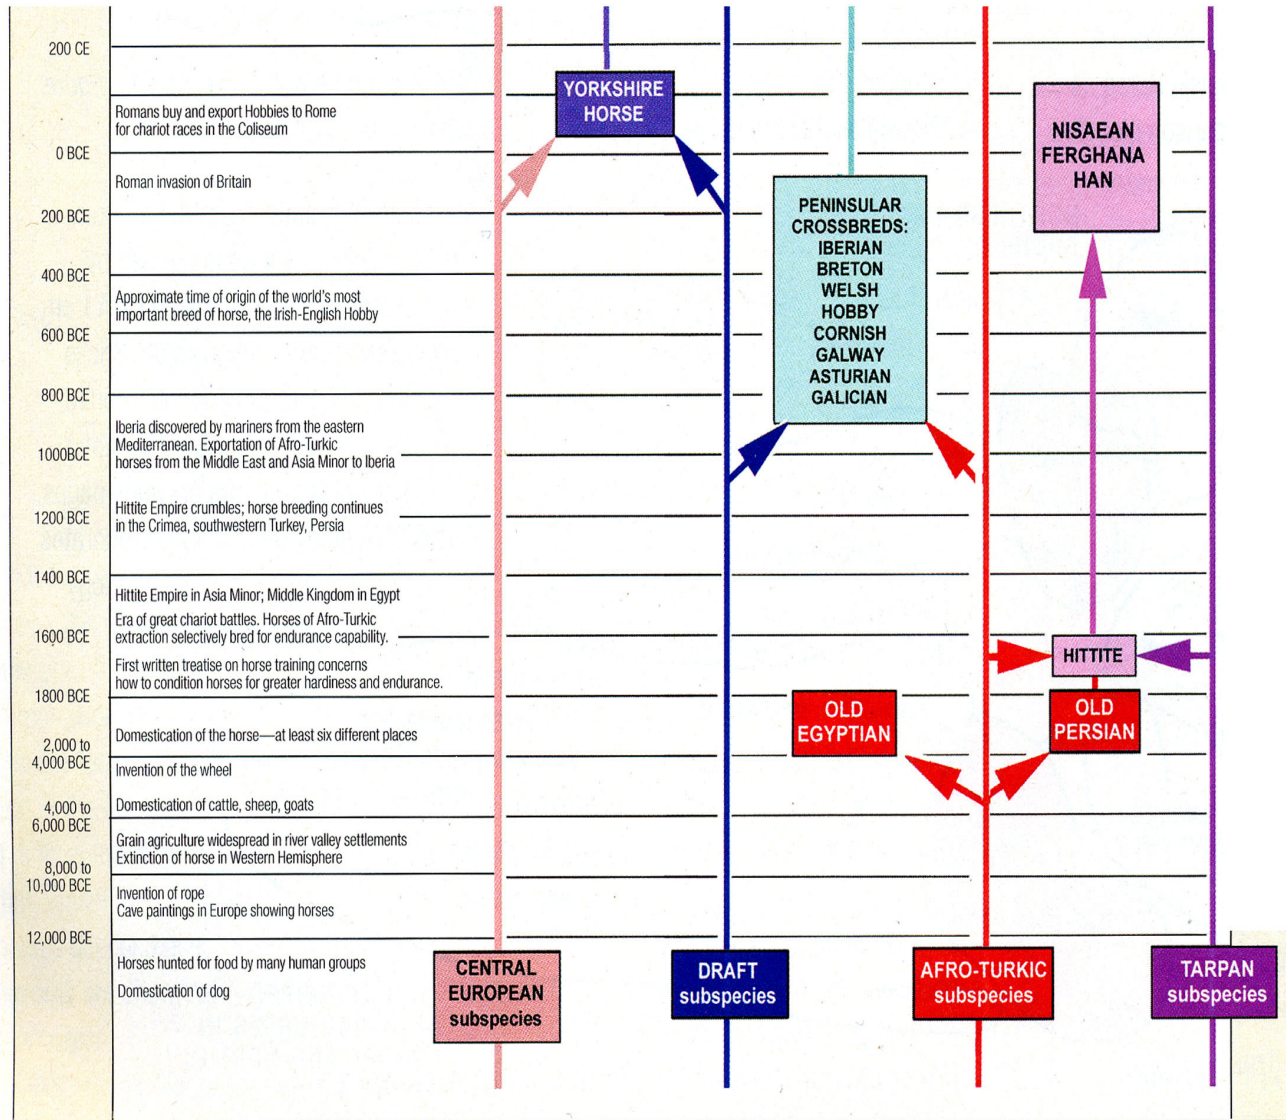 200 CE
YORKSHIRE
HORSE
Romans buy and export Hobbies to Rome
for chariot races in the Coliseum
NISAEAN
FERGHANA
HAN
0 BCE
Roman invasion of Britain
200 BCE
PENINSULAR
CROSSBREDS:
IBERIAN
BRETON
WELSH
HOBBY
CORNISH
GALWAY
ASTURIAN
GALICIAN
400 BCE
Approximate time of origin of the world's most
important breed of horse, the Irish-English Hobby
600 BCE
800 BCE
Iberia discovered by mariners from the eastern
Mediterranean. Exportation of Afro-Turkic
horses from the Middle East and Asia Minor to Iberia
1000BCE
Hittite Empire crumbles; horse breeding continues
in the Crimea, southwestern Turkey, Persia
1200 BCE
1400 BCE
Hittite Empire in Asia Minor; Middle Kingdom in Egypt
Era of great chariot battles. Horses of Afro-Turkic
extraction selectively bred for endurance capability.
1600 BCE
HITTITE
First written treatise on horse training concerns
how to condition horses for greater hardiness and endurance.
1800 BCE
OLD
EGYPTIAN
OLD
PERSIAN
Domestication of the horse—at least six different places
2,000 to
4,000 BCE
Invention of the wheel
Domestication of cattle, sheep, goats
4,000 to
6,000 BCE
Grain agriculture widespread in river valley settlements
Extinction of horse in Western Hemisphere
8,000 to
10,000 BCE
Invention of rope
Cave paintings in Europe showing horses
12,000 BCE
Horses hunted for food by many human groups
Domestication of dog
CENTRAL
EUROPEAN
subspecies
DRAFT
subspecies
AFRO-TURKIC
subspecies
TARPAN
subspecies